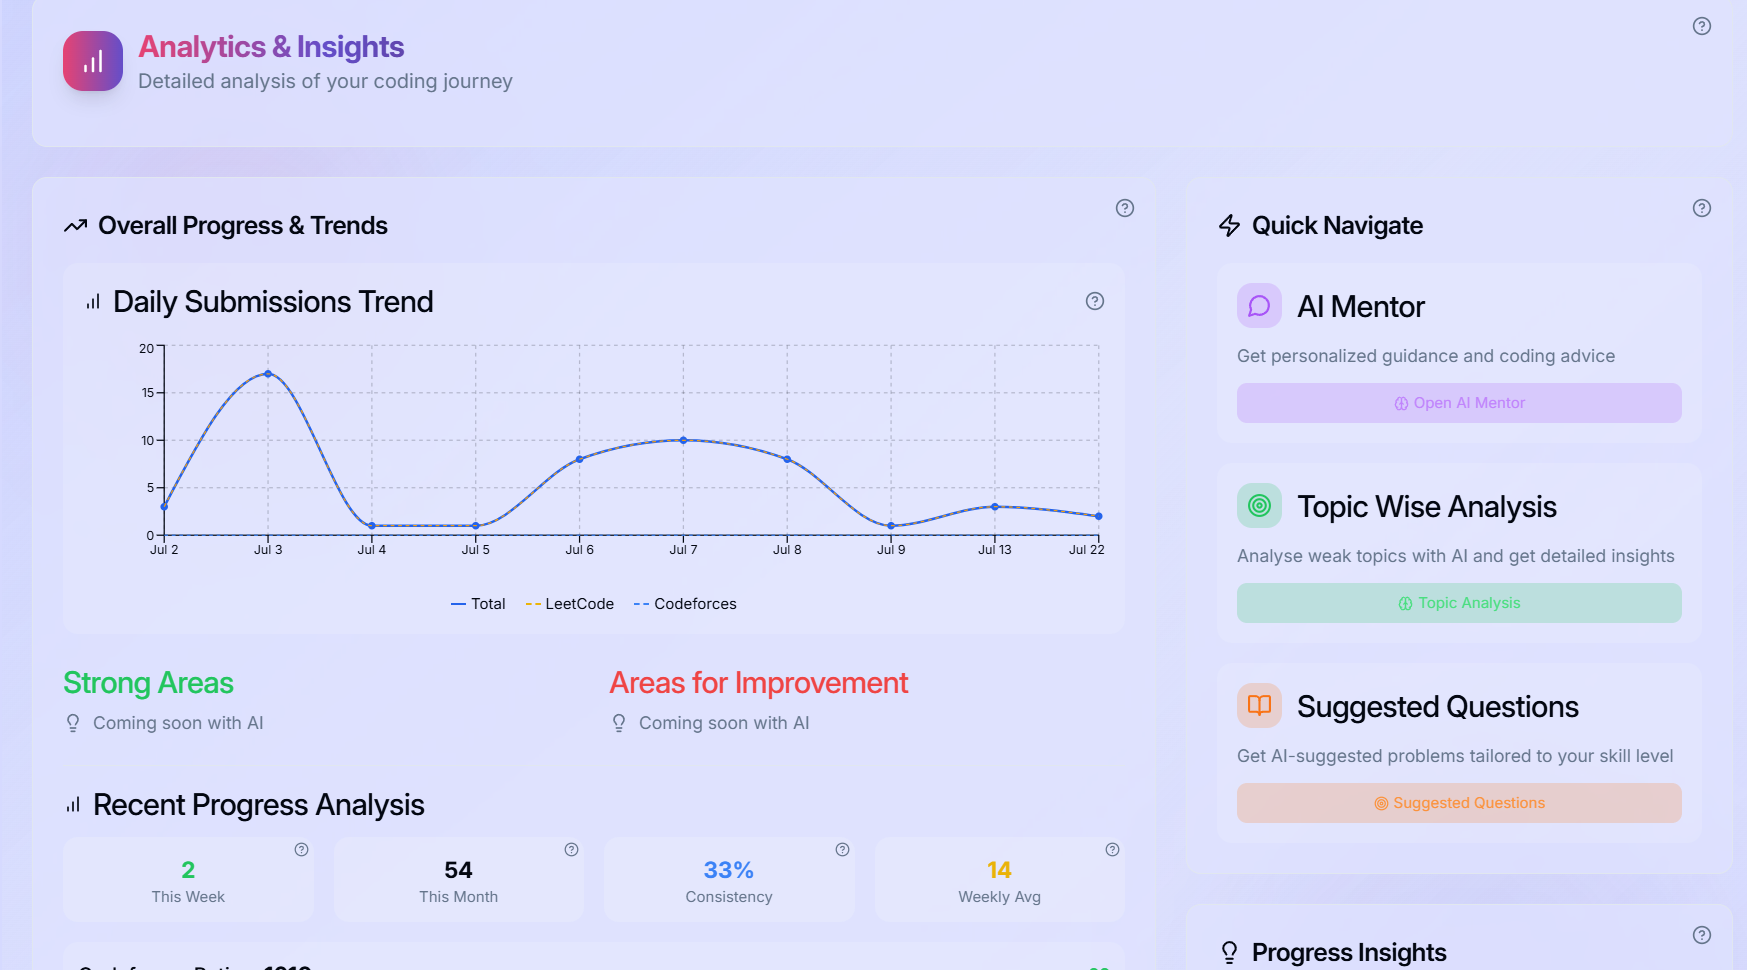 Analytics & Insights
Detailed analysis of your coding journey
Overall Progress & Trends
Daily Submissions Trend
20
15
10
5
0
Jul 2 Jul 3 Jul 4 Jul 5 Jul 6 Jul 7 Jul 8 Jul 9 Jul 13 Jul 22
Total LeetCode Codeforces
Strong Areas
Coming soon with AI
Areas for Improvement
Coming soon with AI
Recent Progress Analysis
2
This Week
54
This Month
33%
Consistency
14
Weekly Avg
Quick Navigate
AI Mentor
Get personalized guidance and coding advice
Open AI Mentor
Topic Wise Analysis
Analyse weak topics with AI and get detailed insights
Topic Analysis
Suggested Questions
Get AI-suggested problems tailored to your skill level
Suggested Questions
Progress Insights